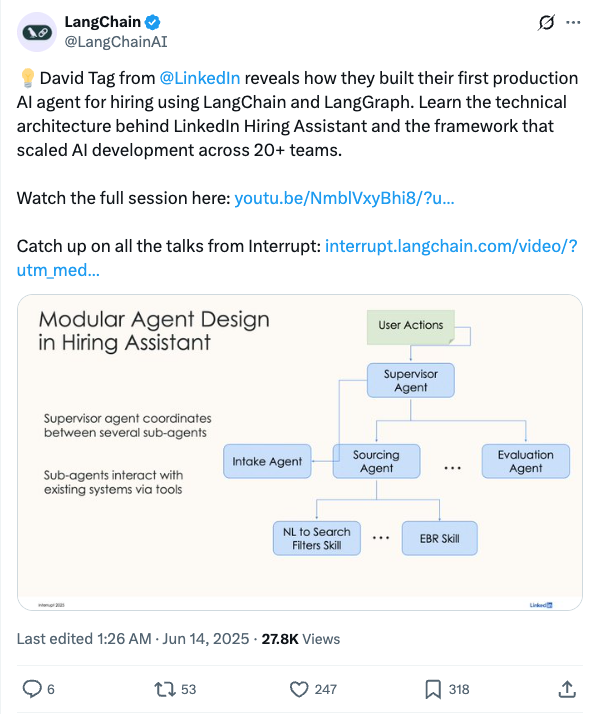 LangChain
@LangChainAI
💡David Tag from @LinkedIn reveals how they built their first production
AI agent for hiring using LangChain and LangGraph. Learn the technical
architecture behind LinkedIn Hiring Assistant and the framework that
scaled AI development across 20+ teams.
Watch the full session here: youtu.be/NmblVxyBhi8/?u...
Catch up on all the talks from Interrupt: interrupt.langchain.com/video/?
utm_med...
Modular Agent Design
in Hiring Assistant
User Actions
Supervisor
Agent
Supervisor agent coordinates
between several sub-agents
Sub-agents interact with
existing systems via tools
Intake Agent
Sourcing
Agent
...
Evaluation
Agent
NL to Search
Filters Skill
...
EBR Skill
Interrupt 2025
LinkedIn
Last edited 1:26 AM · Jun 14, 2025 · 27.8K Views
6
53
247
318